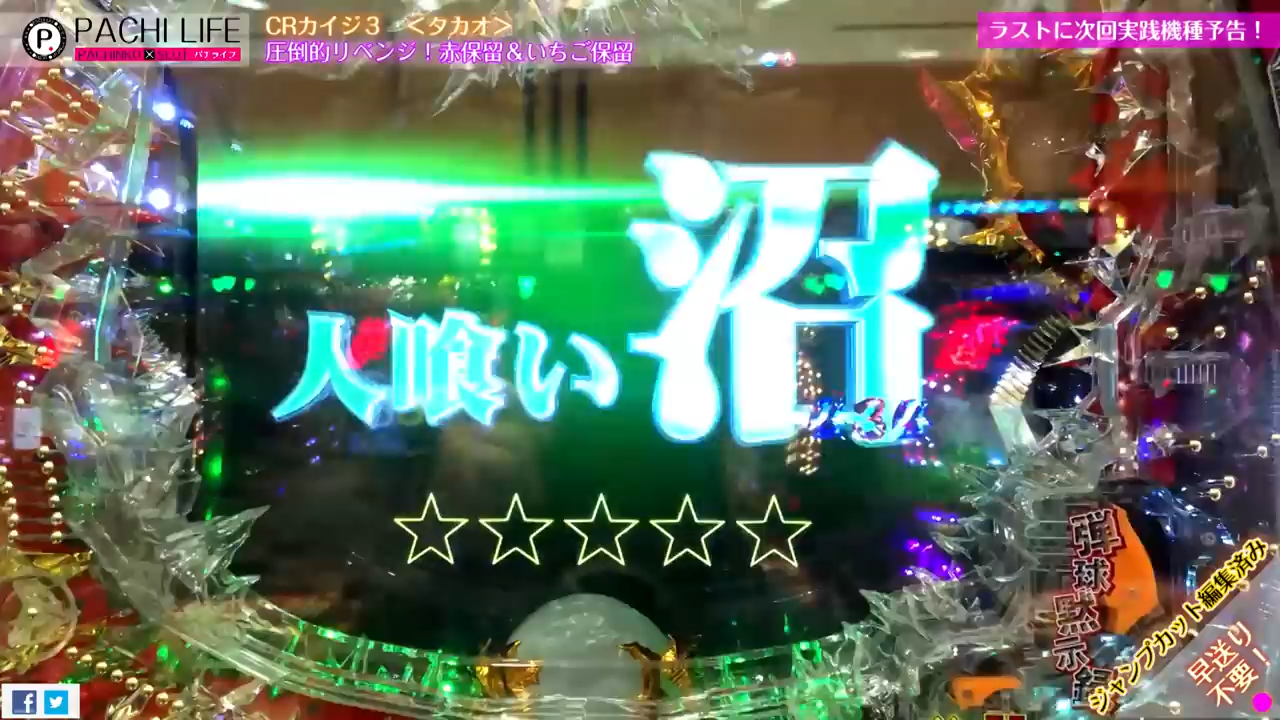 PACHI LIFE
PACHINKO X SLOT パチライフ
CRカイジ3 <タカオ>
圧倒的リベンジ!赤保留&いちご保留
ラストに次回実践機種予告!
人喰い沼
☆☆☆☆☆
弾球黙示録
ジャンプカット編集済み
早送り
不要!